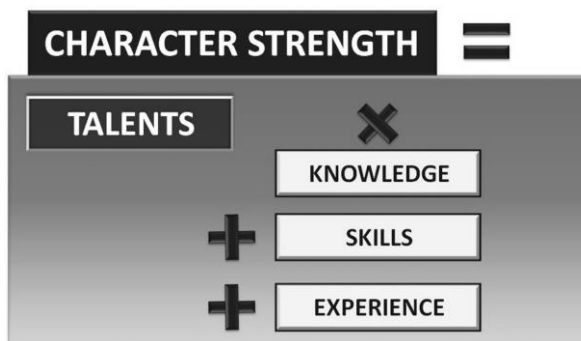 CHARACTER STRENGTH =
TALENTS ×
KNOWLEDGE
+ SKILLS
+ EXPERIENCE